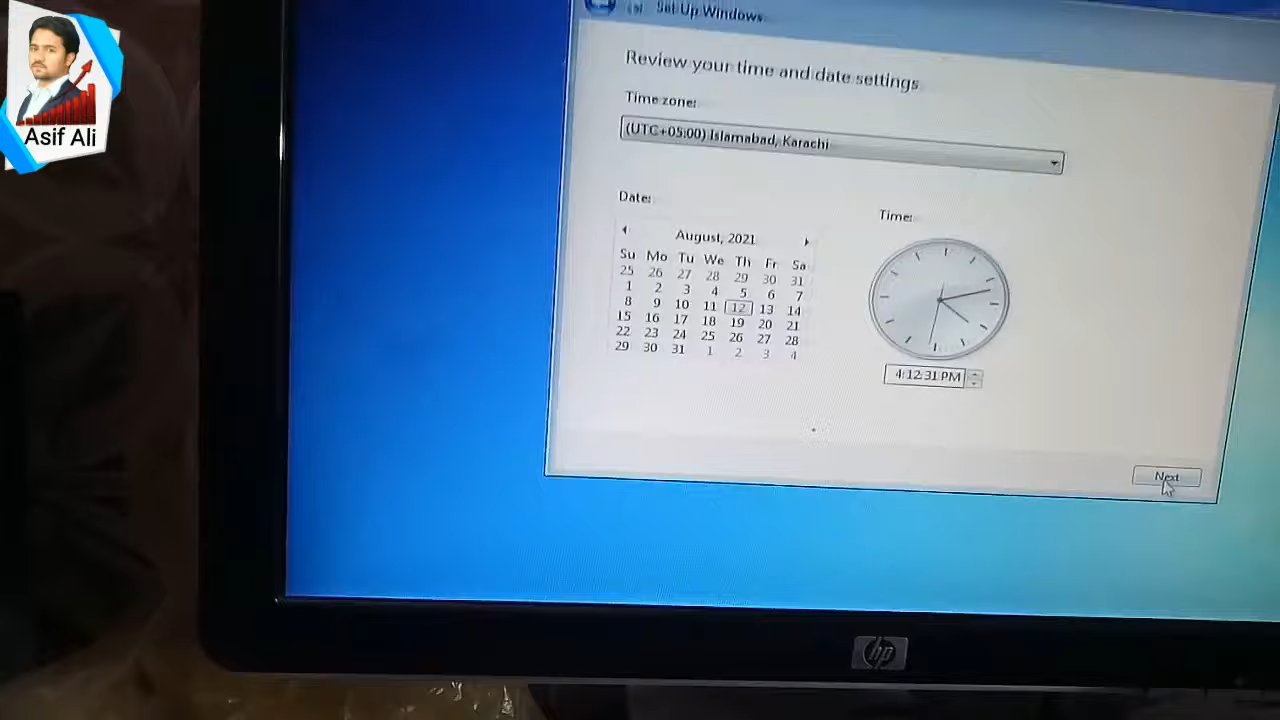 Asif Ali
Set Up Windows
Review your time and date settings
Time zone:
(UTC+05:00) Islamabad, Karachi
Date:
Time:
August, 2021
Su Mo Tu We Th Fr Sa
25 26 27 28 29 30 31
1 2 3 4 5 6 7
8 9 10 11 12 13 14
15 16 17 18 19 20 21
22 23 24 25 26 27 28
29 30 31 1 2 3 4
4:12:31 PM
Next
hp